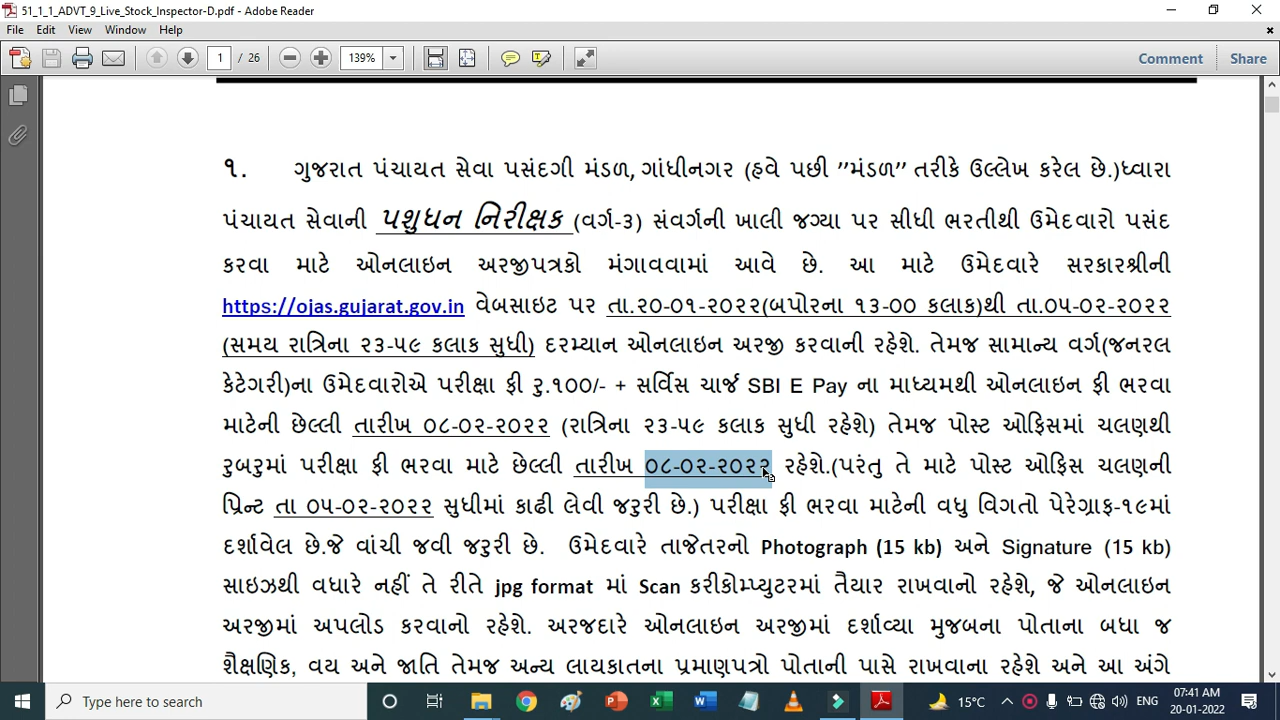 51_1_1_ADVT_9_Live_Stock_Inspector-D.pdf - Adobe Reader
File Edit View Window Help
1 / 26 139% Comment Share
૧. ગુજરાત પંચાયત સેવા પસંદગી મંડળ, ગાંધીનગર (હવે પછી ”મંડળ” તરીકે ઉલ્લેખ કરેલ છે.)ધ્વારા
પંચાયત સેવાની પશુધન નિરીક્ષક (વર્ગ-૩) સંવર્ગની ખાલી જગ્યા પર સીધી ભરતીથી ઉમેદવારો પસંદ
કરવા માટે ઓનલાઇન અરજીપત્રકો મંગાવવામાં આવે છે. આ માટે ઉમેદવારે સરકારશ્રીની
https://ojas.gujarat.gov.in વેબસાઇટ પર તા.૨૦-૦૧-૨૦૨૨(બપોરના ૧૩-૦૦ કલાક)થી તા.૦૫-૦૨-૨૦૨૨
(સમય રાત્રિના ૨૩-૫૯ કલાક સુધી) દરમ્યાન ઓનલાઇન અરજી કરવાની રહેશે. તેમજ સામાન્ય વર્ગ(જનરલ
કેટેગરી)ના ઉમેદવારોએ પરીક્ષા ફી રુ.૧૦૦/- + સર્વિસ ચાર્જ SBI E Pay ના માધ્યમથી ઓનલાઇન ફી ભરવા
માટેની છેલ્લી તારીખ ૦૮-૦૨-૨૦૨૨ (રાત્રિના ૨૩-૫૯ કલાક સુધી રહેશે) તેમજ પોસ્ટ ઓફિસમાં ચલણથી
રુબરુમાં પરીક્ષા ફી ભરવા માટે છેલ્લી તારીખ ૦૮-૦૨-૨૦૨૨ રહેશે.(પરંતુ તે માટે પોસ્ટ ઓફિસ ચલણની
પ્રિન્ટ તા ૦૫-૦૨-૨૦૨૨ સુધીમાં કાઢી લેવી જરુરી છે.) પરીક્ષા ફી ભરવા માટેની વધુ વિગતો પેરેગ્રાફ-૧૯માં
દર્શાવેલ છે.જે વાંચી જવી જરુરી છે. ઉમેદવારે તાજેતરનો Photograph (15 kb) અને Signature (15 kb)
સાઇઝથી વધારે નહીં તે રીતે jpg format માં Scan કરીકોમ્પ્યુટરમાં તૈયાર રાખવાનો રહેશે, જે ઓનલાઇન
અરજીમાં અપલોડ કરવાનો રહેશે. અરજદારે ઓનલાઇન અરજીમાં દર્શાવ્યા મુજબના પોતાના બધા જ
શૈક્ષણિક, વય અને જાતિ તેમજ અન્ય લાયકાતના પ્રમાણપત્રો પોતાની પાસે રાખવાના રહેશે અને આ અંગે
Type here to search 15°C ENG 07:41 AM
20-01-2022